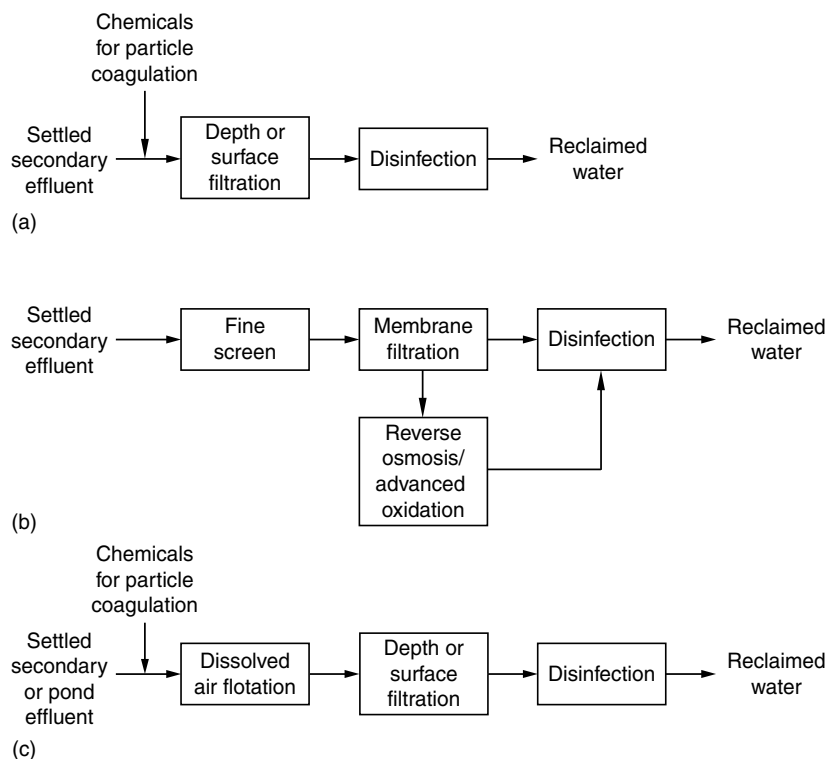 Chemicals
for particle
coagulation
Settled
secondary
effluent
Depth or
surface
filtration
Disinfection
Reclaimed
water
(a)
Settled
secondary
effluent
Fine
screen
Membrane
filtration
Disinfection
Reclaimed
water
Reverse
osmosis/
advanced
oxidation
(b)
Chemicals
for particle
coagulation
Settled
secondary
or pond
effluent
Dissolved
air flotation
Depth or
surface
filtration
Disinfection
Reclaimed
water
(c)